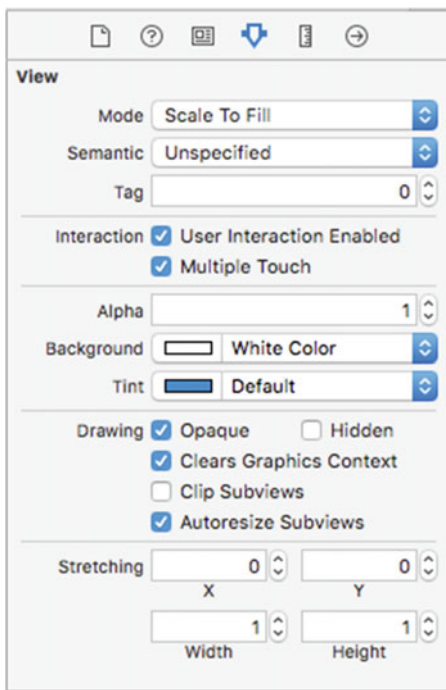 View
Mode Scale To Fill
Semantic Unspecified
Tag 0
Interaction User Interaction Enabled
Multiple Touch
Alpha 1
Background White Color
Tint Default
Drawing Opaque Hidden
Clears Graphics Context
Clip Subviews
Autoresize Subviews
Stretching 0 0
X Y
1 1
Width Height